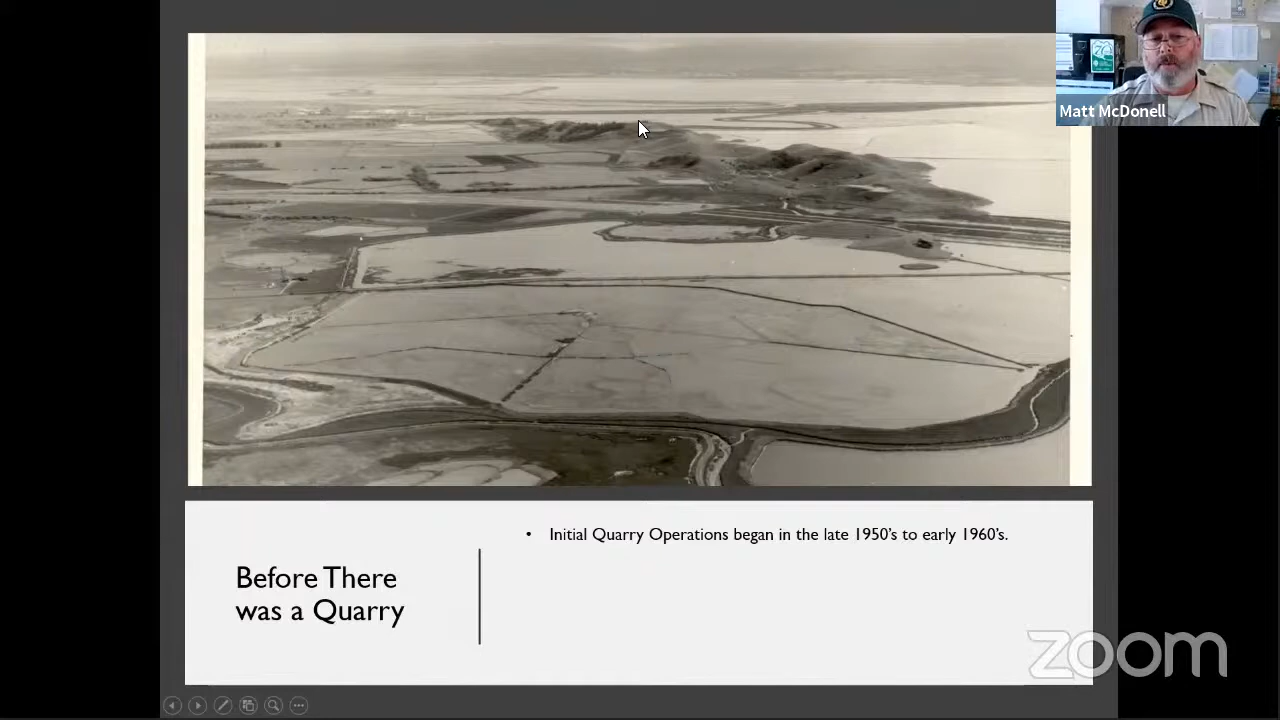 Matt McDonell
• Initial Quarry Operations began in the late 1950's to early 1960's.
Before There
was a Quarry
zoom